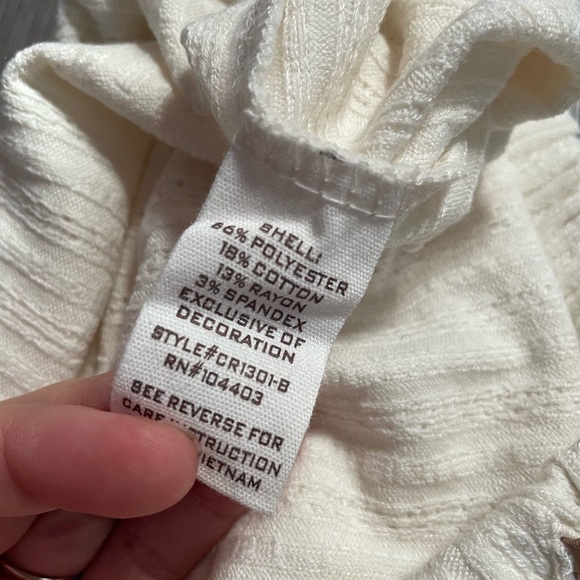 SHELL:
66% POLYESTER
18% COTTON
13% RAYON
3% SPANDEX
EXCLUSIVE OF
DECORATION
STYLE#CR1301-B
RN#104403
SEE REVERSE FOR
CARE INSTRUCTION
VIETNAM